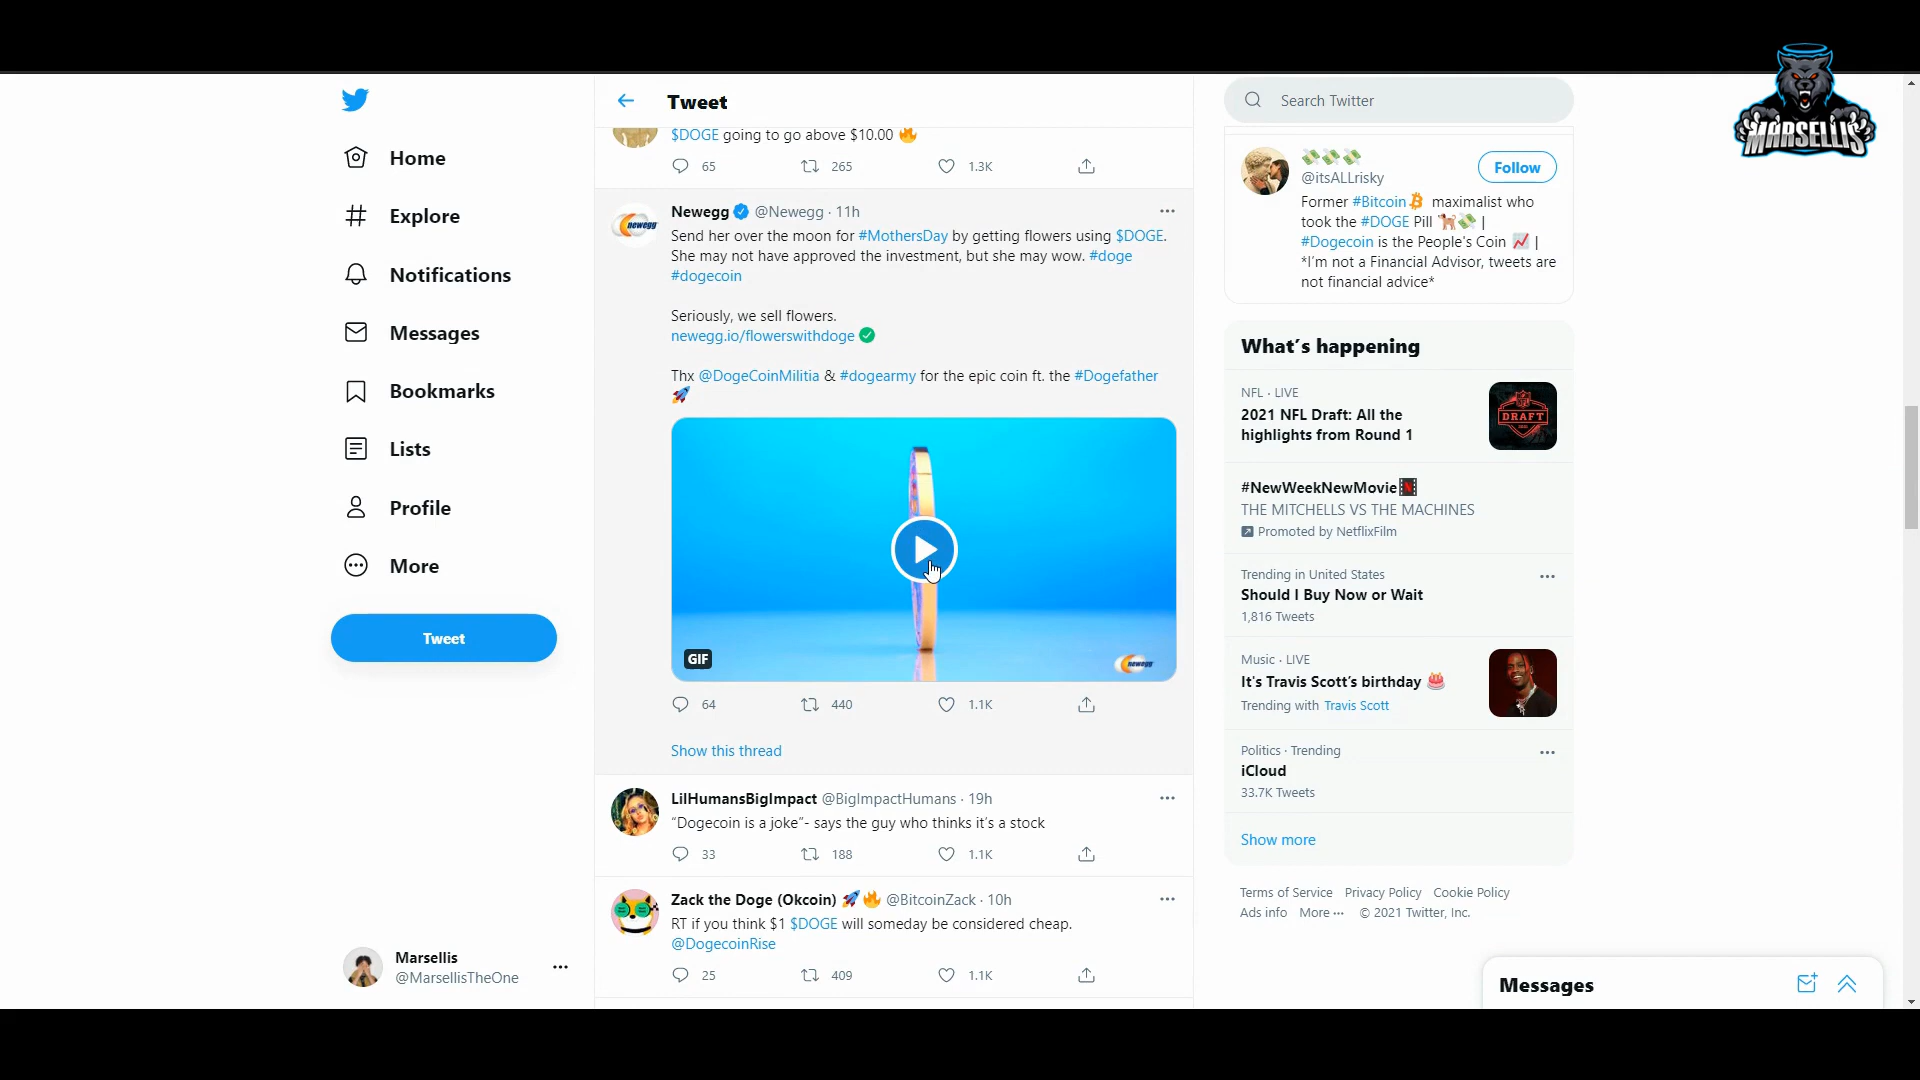 MARSELLIS
Home
Explore
Notifications
Messages
Bookmarks
Lists
Profile
More
Tweet
Marsellis
@MarsellisTheOne
Tweet
$DOGE going to go above $10.00 🔥
65 265 1.3K
newegg
Newegg @Newegg · 11h
Send her over the moon for #MothersDay by getting flowers using $DOGE.
She may not have approved the investment, but she may wow. #doge
#dogecoin
Seriously, we sell flowers.
newegg.io/flowerswithdoge
Thx @DogeCoinMilitia & #dogearmy for the epic coin ft. the #Dogefather
🚀
GIF
newegg
64 440 1.1K
Show this thread
LilHumansBigImpact @BigImpactHumans · 19h
“Dogecoin is a joke”- says the guy who thinks it’s a stock
33 188 1.1K
Zack the Doge (Okcoin) 🚀🔥 @BitcoinZack · 10h
RT if you think $1 $DOGE will someday be considered cheap.
@DogecoinRise
25 409 1.1K
Search Twitter
💸💸💸
@itsALLrisky
Follow
Former #Bitcoin maximalist who
took the #DOGE Pill 🐕💸 |
#Dogecoin is the People's Coin 📈 |
*I'm not a Financial Advisor, tweets are
not financial advice*
What’s happening
NFL · LIVE
2021 NFL Draft: All the
highlights from Round 1
DRAFT
#NewWeekNewMovie
THE MITCHELLS VS THE MACHINES
Promoted by NetflixFilm
Trending in United States
Should I Buy Now or Wait
1,816 Tweets
Music · LIVE
It's Travis Scott’s birthday 🎂
Trending with Travis Scott
Politics · Trending
iCloud
33.7K Tweets
Show more
Terms of Service Privacy Policy Cookie Policy
Ads info More ··· © 2021 Twitter, Inc.
Messages